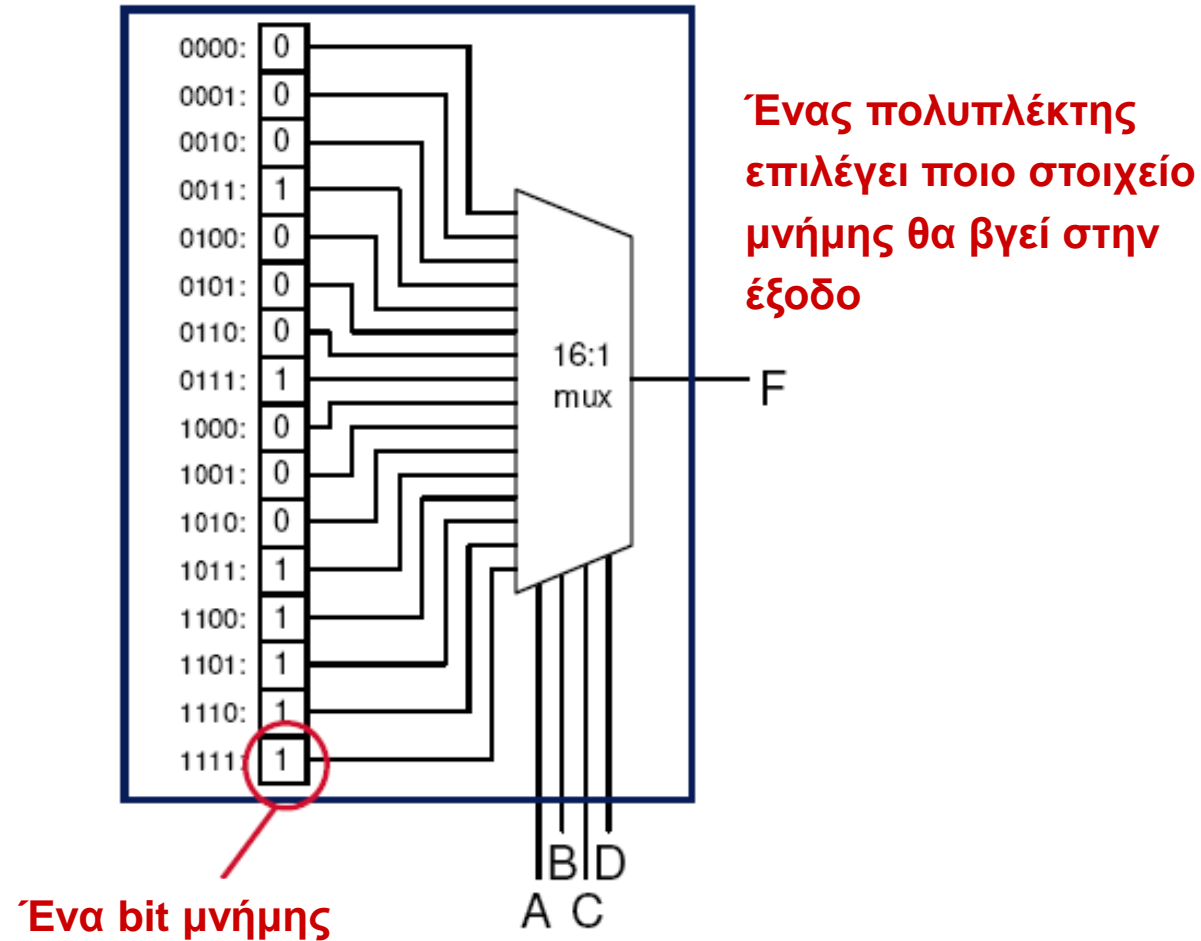 0000: 0
0001: 0
0010: 0
0011: 1
0100: 0
0101: 0
0110: 0
0111: 1
1000: 0
1001: 0
1010: 0
1011: 1
1100: 1
1101: 1
1110: 1
1111: 1
Ένας πολυπλέκτης
επιλέγει ποιο στοιχείο
μνήμης θα βγεί στην
έξοδο
16:1
mux
F
B D
A C
Ένα bit μνήμης